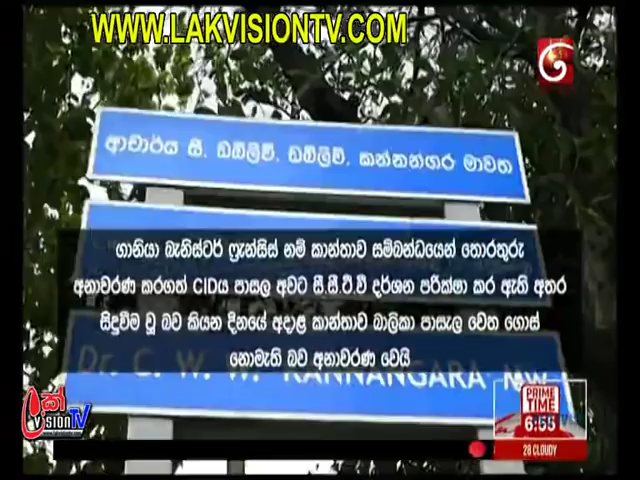 WWW.LAKVISIONTV.COM
ආචාර්ය සී. ඩබ්ලිව්. ඩබ්ලිව්. කන්නන්ගර මාවත
ගානියා බැනිස්ටර් ෆ්‍රැන්සිස් නම් කාන්තාව සම්බන්ධයෙන් තොරතුරු
අනාවරණ කරගත් CIDය පාසල අවට සී.සී.ටී.වී දර්ශන පරීක්ෂා කර ඇති අතර
සිදුවීම වූ බව කියන දිනයේ අදාළ කාන්තාව බාලිකා පාසැල වෙත ගොස්
නොමැති බව අනාවරණ වෙයි
Dr. C. W. W. KANNANGARA MW
ලක්
VISIONTV
PRIME
TIME
6:55
28 CLOUDY